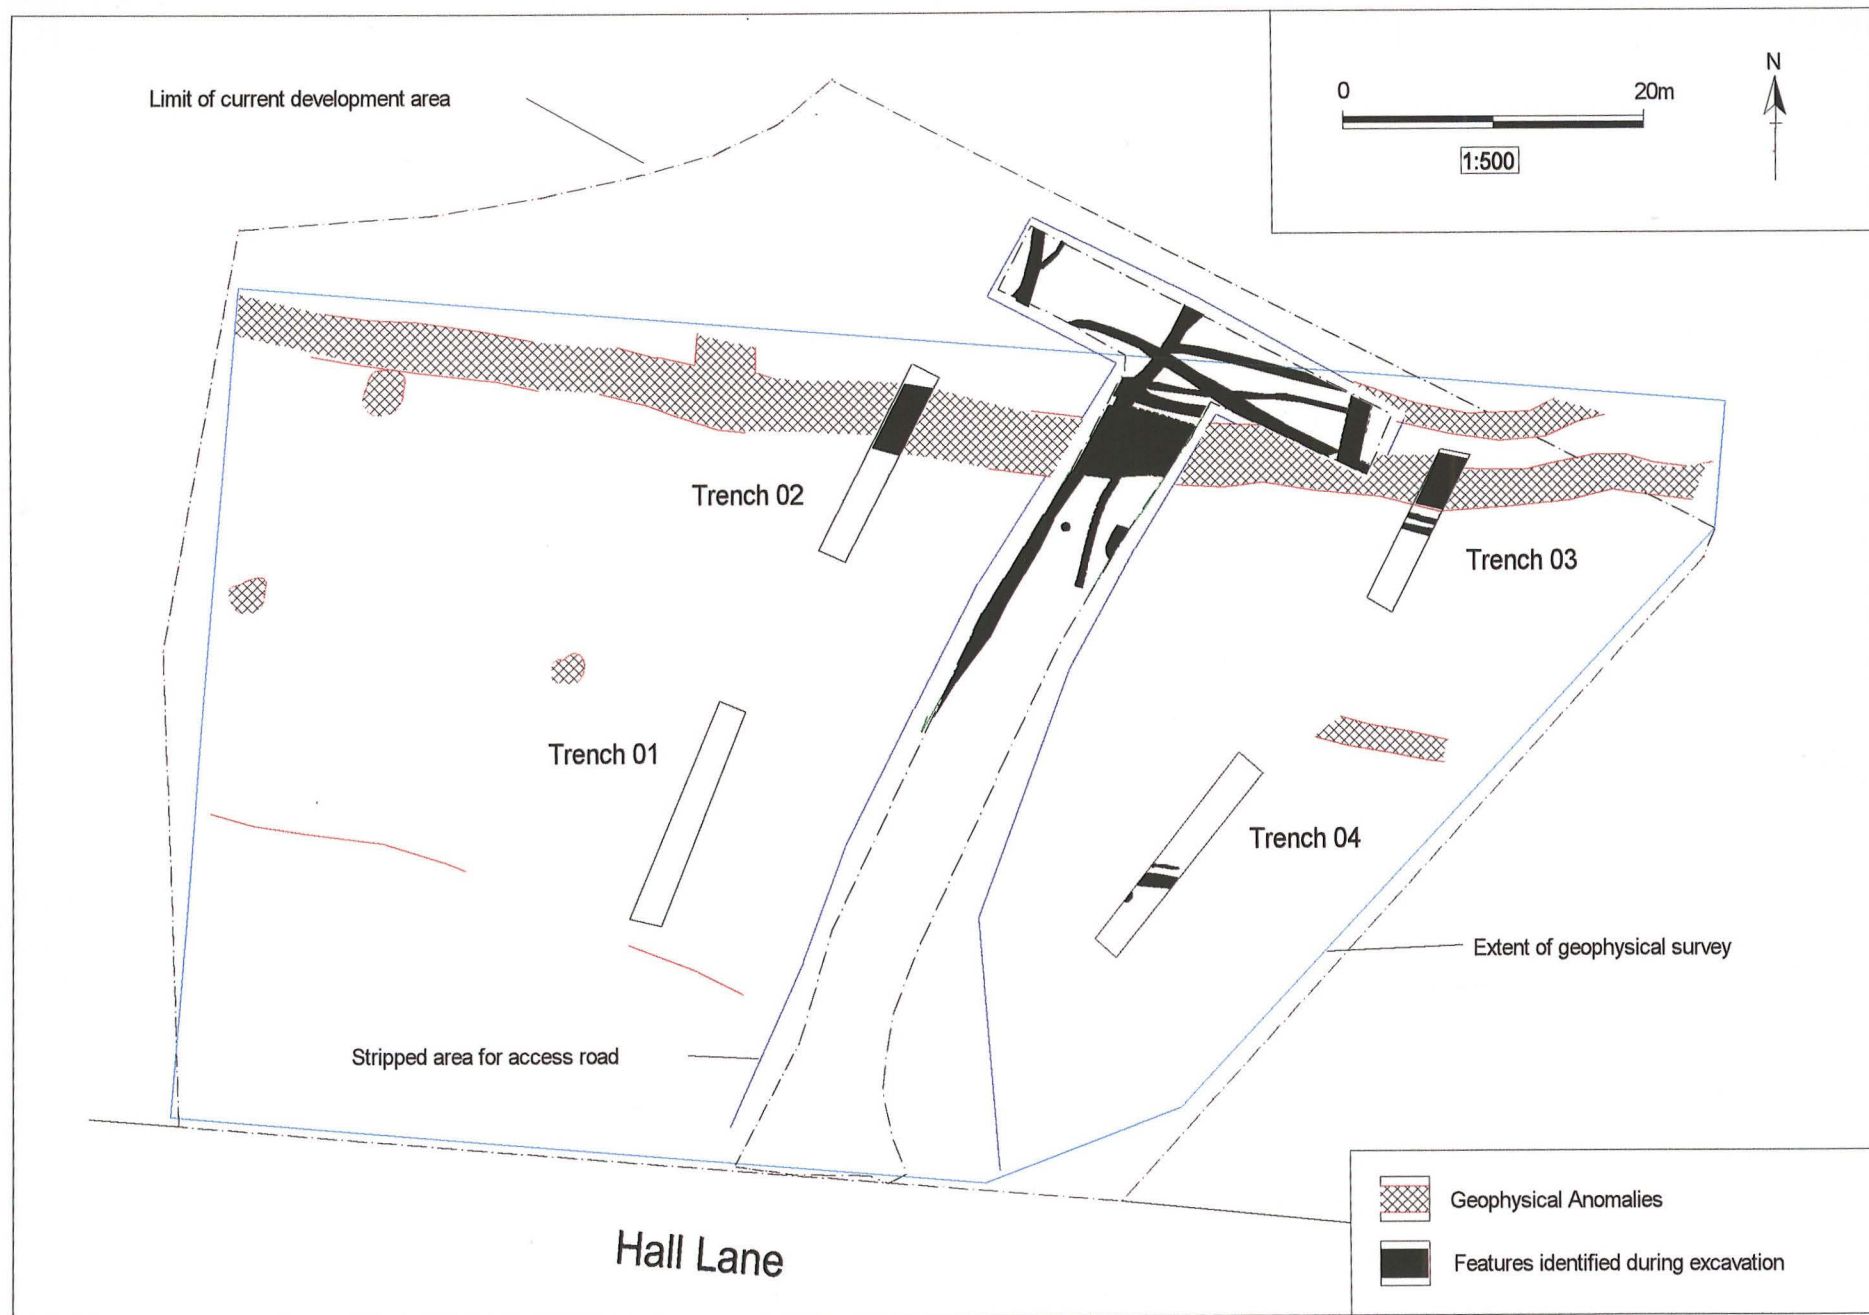 Limit of current development area
0 20m
N
1:500
Trench 02
Trench 03
Trench 01
Trench 04
Extent of geophysical survey
Stripped area for access road
Geophysical Anomalies
Hall Lane
Features identified during excavation